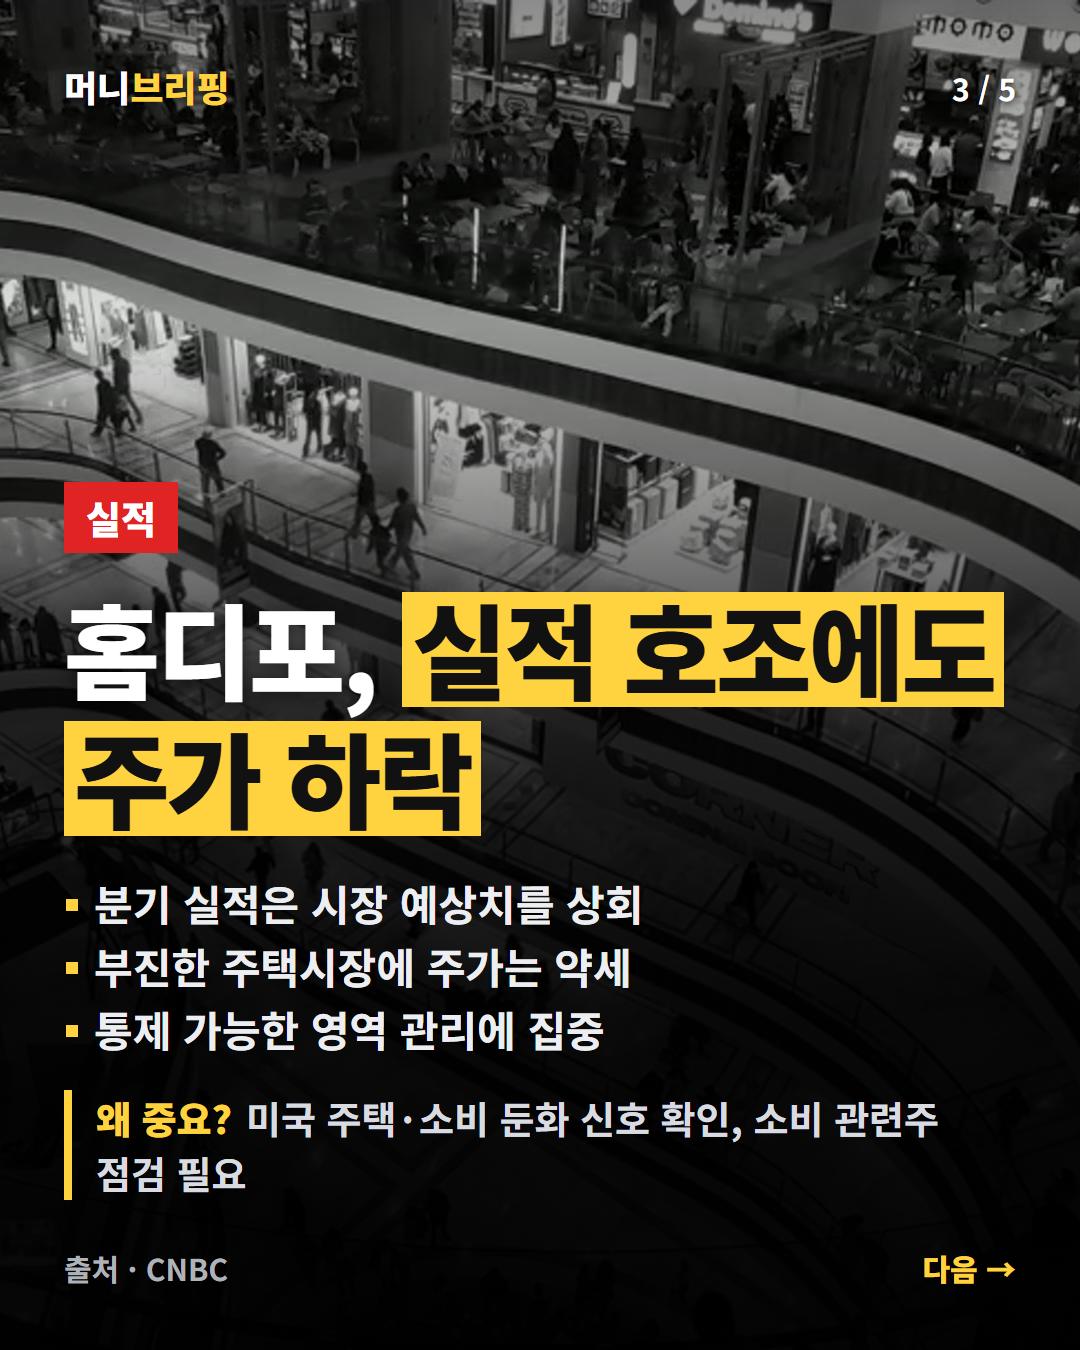 Domino's
momo
머니브리핑
3 / 5
실적
홈디포, 실적 호조에도
주가 하락
분기 실적은 시장 예상치를 상회
부진한 주택시장에 주가는 약세
통제 가능한 영역 관리에 집중
왜 중요? 미국 주택·소비 둔화 신호 확인, 소비 관련주
점검 필요
출처 · CNBC
다음 →